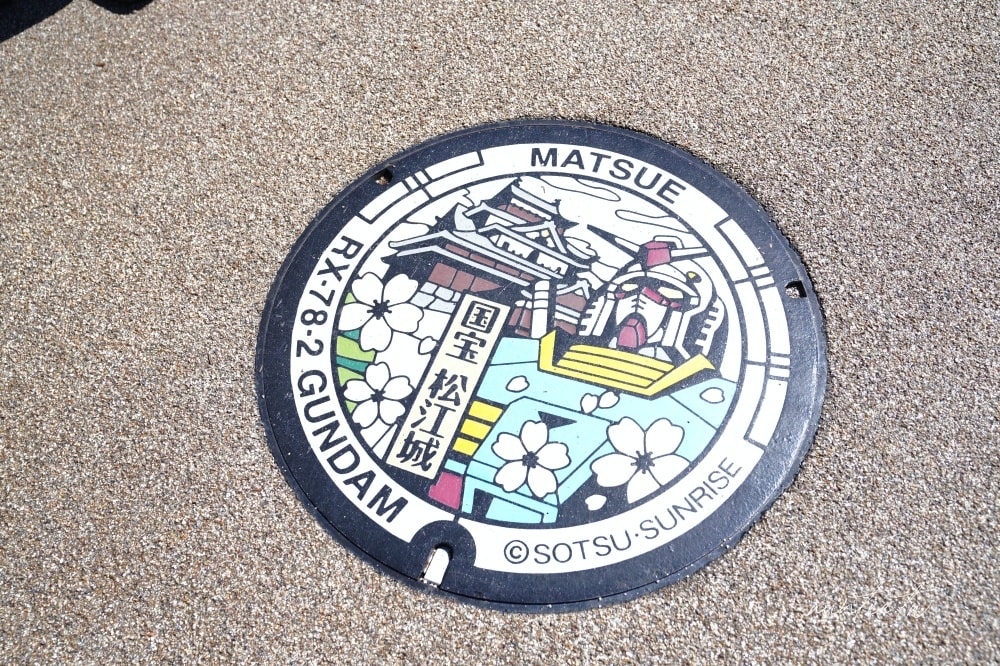 MATSUE
RX-78-2 GUNDAM
国宝 松江城
©SOTSU·SUNRISE